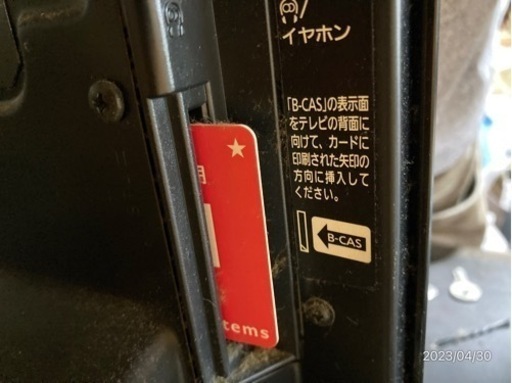 イヤホン
「B-CAS」の表示面
をテレビの背面に
向けて、カードに
印刷された矢印の
方向に挿入して
ください。
B-CAS
用
tems
2023/04/30